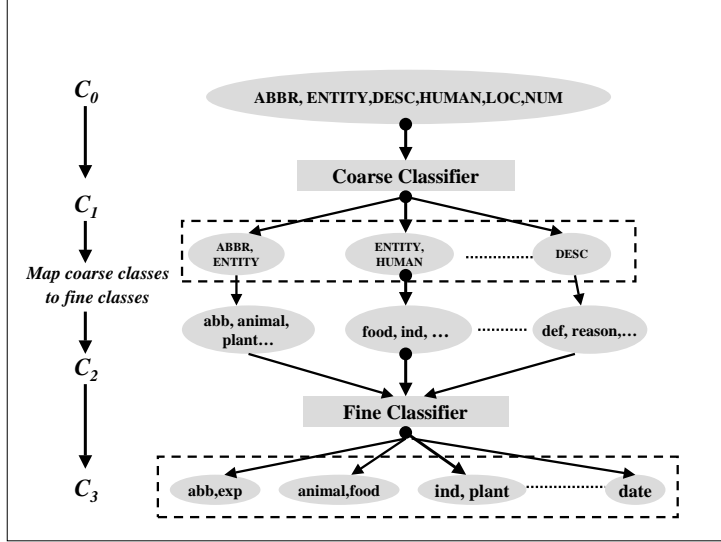 C0
ABBR, ENTITY,DESC,HUMAN,LOC,NUM
Coarse Classifier
C1
ABBR,
ENTITY
ENTITY,
HUMAN
DESC
Map coarse classes
to fine classes
abb, animal,
plant…
food, ind, …
def, reason,…
C2
Fine Classifier
C3
abb,exp
animal,food
ind, plant
date